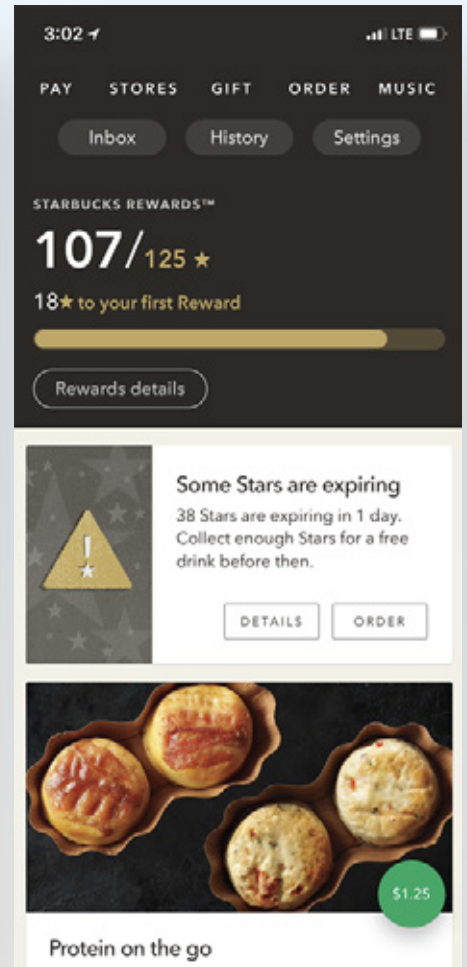 3:02
LTE
PAY STORES GIFT ORDER MUSIC
Inbox History Settings
STARBUCKS REWARDS™
107/125 ★
18★ to your first Reward
Rewards details
Some Stars are expiring
38 Stars are expiring in 1 day.
Collect enough Stars for a free
drink before then.
DETAILS ORDER
$1.25
Protein on the go